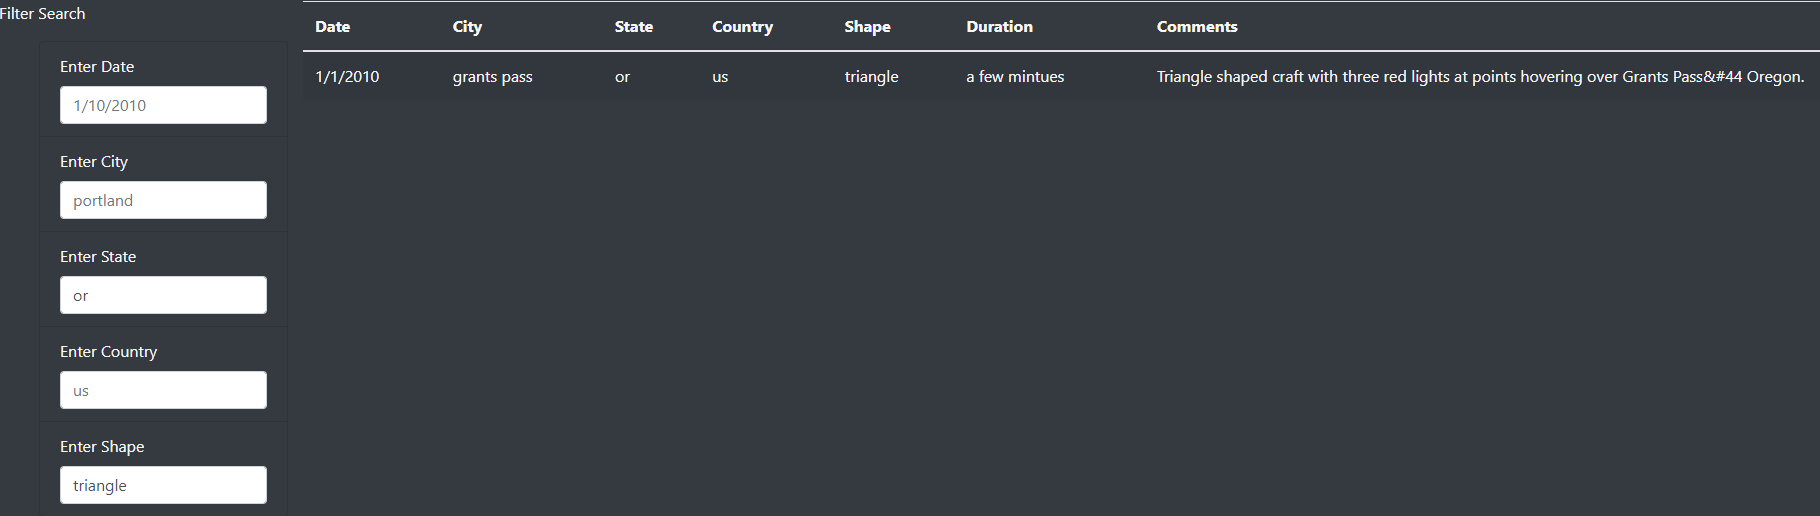 Filter Search
Enter Date
1/10/2010
Enter City
portland
Enter State
or
Enter Country
us
Enter Shape
triangle
Date City State Country Shape Duration Comments
1/1/2010 grants pass or us triangle a few mintues Triangle shaped craft with three red lights at points hovering over Grants Pass&#44 Oregon.